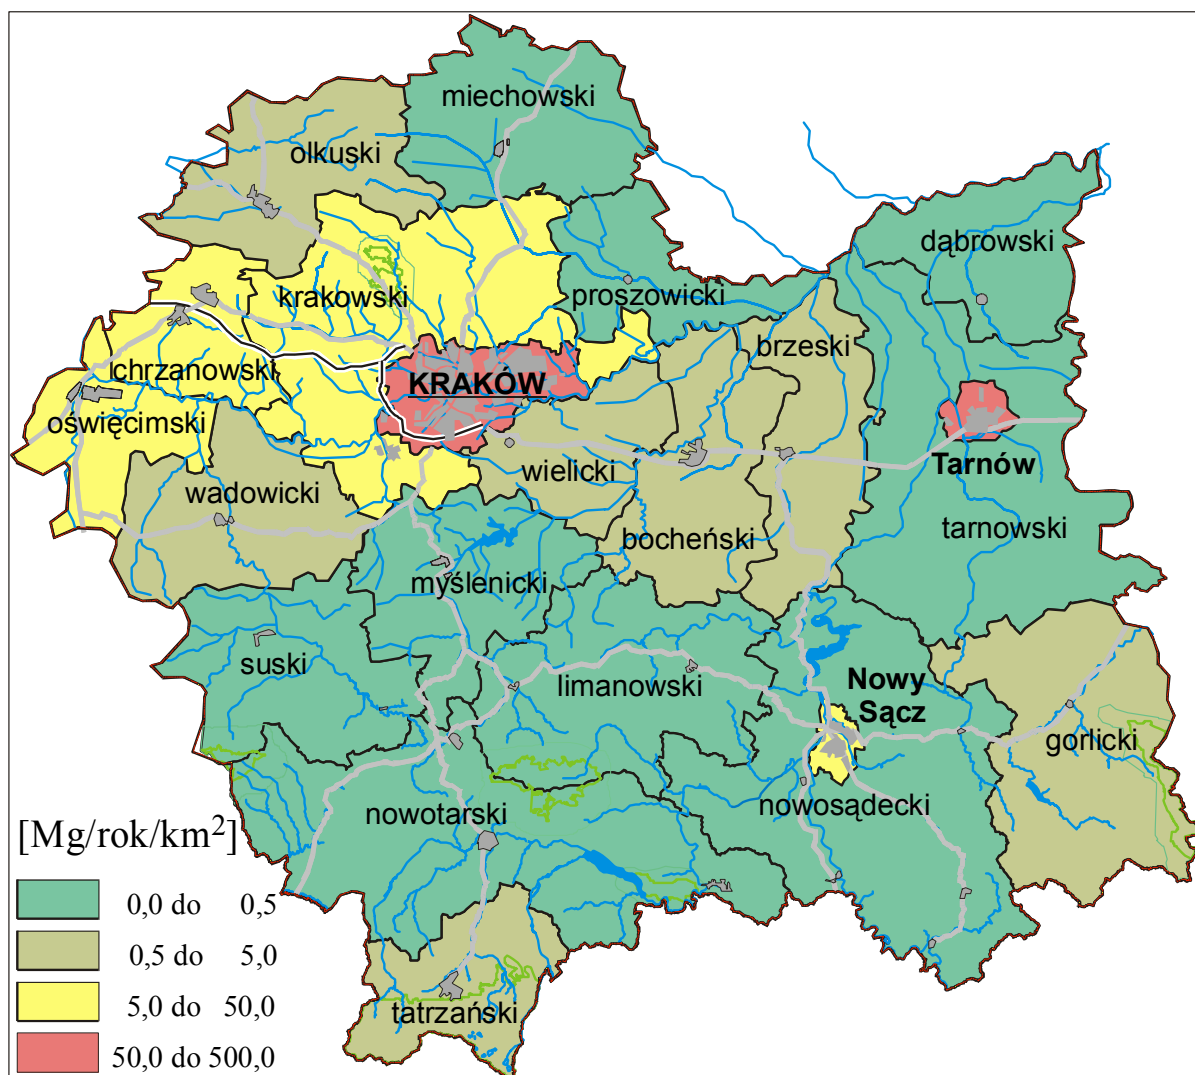 miechowski
olkuski
dąbrowski
krakowski
proszowicki
brzeski
chrzanowski
KRAKÓW
oświęcimski
Tarnów
wielicki
wadowicki
tarnowski
bocheński
myślenicki
suski
limanowski
Nowy
Sącz
gorlicki
nowosądecki
nowotarski
[Mg/rok/km²]
0,0 do 0,5
0,5 do 5,0
5,0 do 50,0
50,0 do 500,0
tatrzański